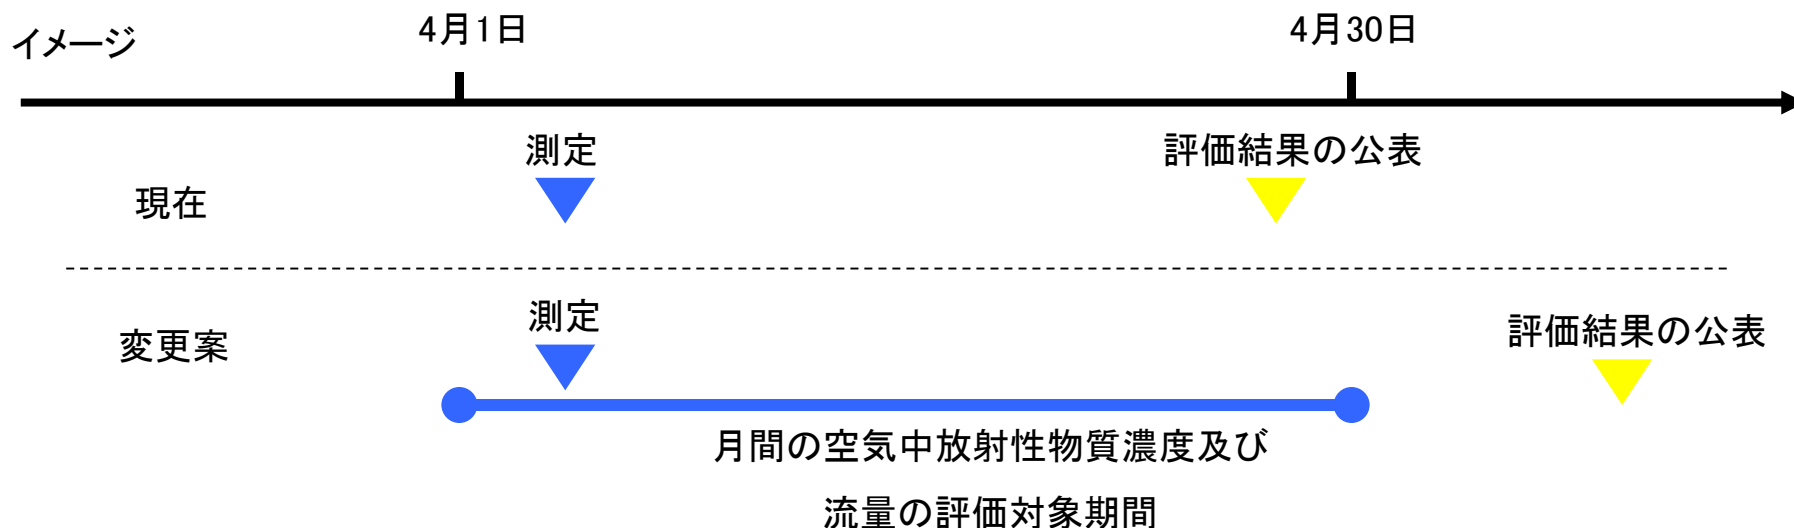 イメージ
4月1日
4月30日
測定
評価結果の公表
現在
測定
評価結果の公表
変更案
月間の空気中放射性物質濃度及び
流量の評価対象期間